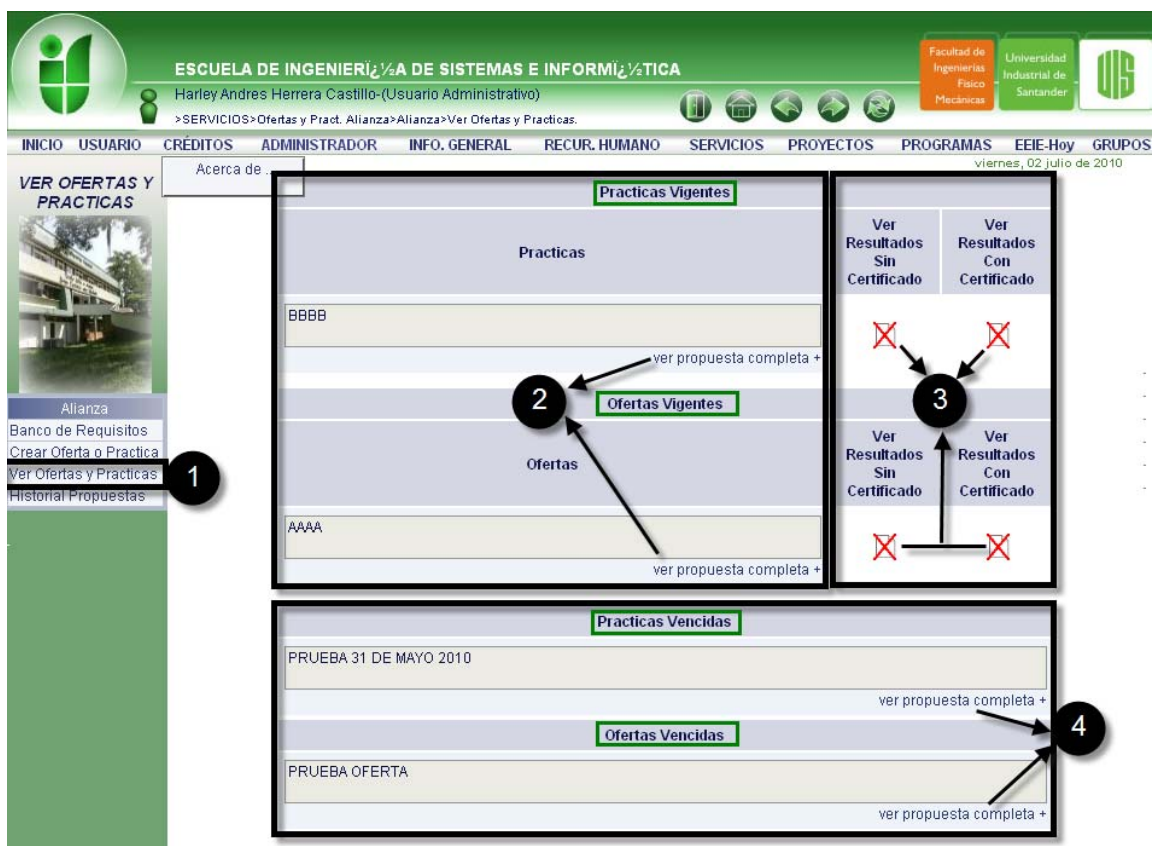 ESCUELA DE INGENIERÏ¿½A DE SISTEMAS E INFORMÏ¿½TICA
Harley Andres Herrera Castillo-(Usuario Administrativo)
>SERVICIOS>Ofertas y Pract. Alianza>Alianza>Ver Ofertas y Practicas.
Facultad de
Ingenierías
Físico
Mecánicas
Universidad
Industrial de
Santander
INICIO USUARIO CRÉDITOS ADMINISTRADOR INFO. GENERAL RECUR. HUMANO SERVICIOS PROYECTOS PROGRAMAS EEIE-Hoy GRUPOS
viernes, 02 julio de 2010
Acerca de ...
VER OFERTAS Y
PRACTICAS
Alianza
Banco de Requisitos
Crear Oferta o Practica
Ver Ofertas y Practicas
Historial Propuestas
1
Practicas Vigentes
Practicas
Ver
Resultados
Sin
Certificado
Ver
Resultados
Con
Certificado
BBBB
ver propuesta completa +
2
3
Ofertas Vigentes
Ofertas
Ver
Resultados
Sin
Certificado
Ver
Resultados
Con
Certificado
AAAA
ver propuesta completa +
Practicas Vencidas
PRUEBA 31 DE MAYO 2010
ver propuesta completa +
4
Ofertas Vencidas
PRUEBA OFERTA
ver propuesta completa +